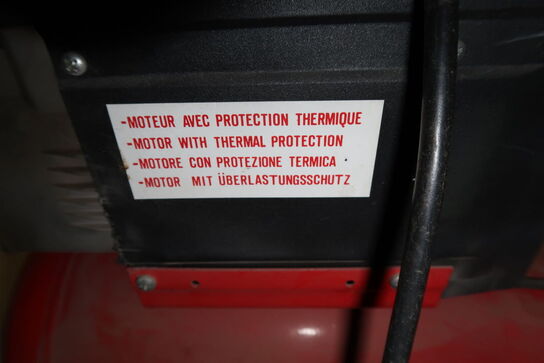 -MOTEUR AVEC PROTECTION THERMIQUE
-MOTOR WITH THERMAL PROTECTION
-MOTORE CON PROTEZIONE TERMICA
-MOTOR MIT ÜBERLASTUNGSSCHUTZ